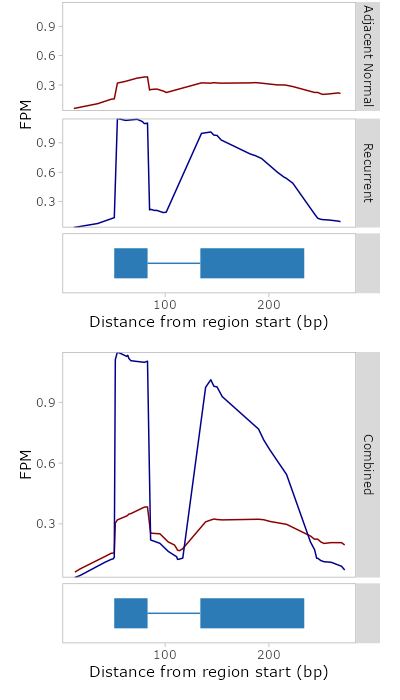 0.9
0.6
0.3
Adjacent Normal
FPM
0.9
0.6
0.3
Recurrent
100
200
Distance from region start (bp)
0.9
0.6
0.3
FPM
Combined
100
200
Distance from region start (bp)